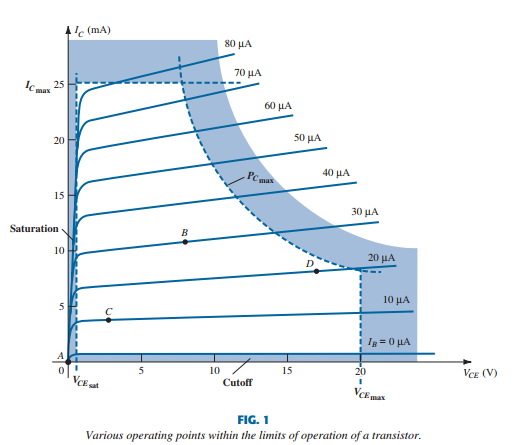 I_C (mA)
80 μA
70 μA
I_C max 25
60 μA
20
50 μA
40 μA
P_C max
15
30 μA
Saturation
B
10
D
20 μA
5
10 μA
C
I_B = 0 μA
A
0
5
10
15
20
V_CE (V)
V_CE sat
Cutoff
V_CE max
FIG. 1
Various operating points within the limits of operation of a transistor.